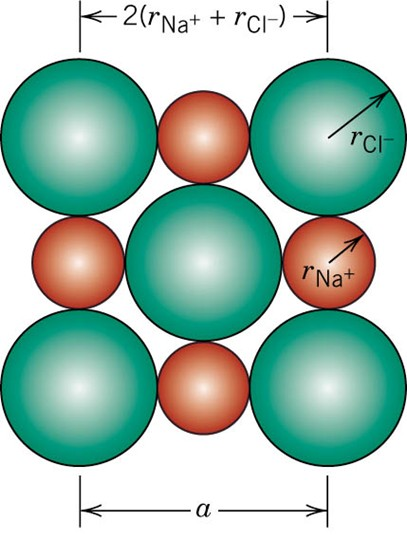 2(rNa⁺ + rCl⁻)
rCl⁻
rNa⁺
a